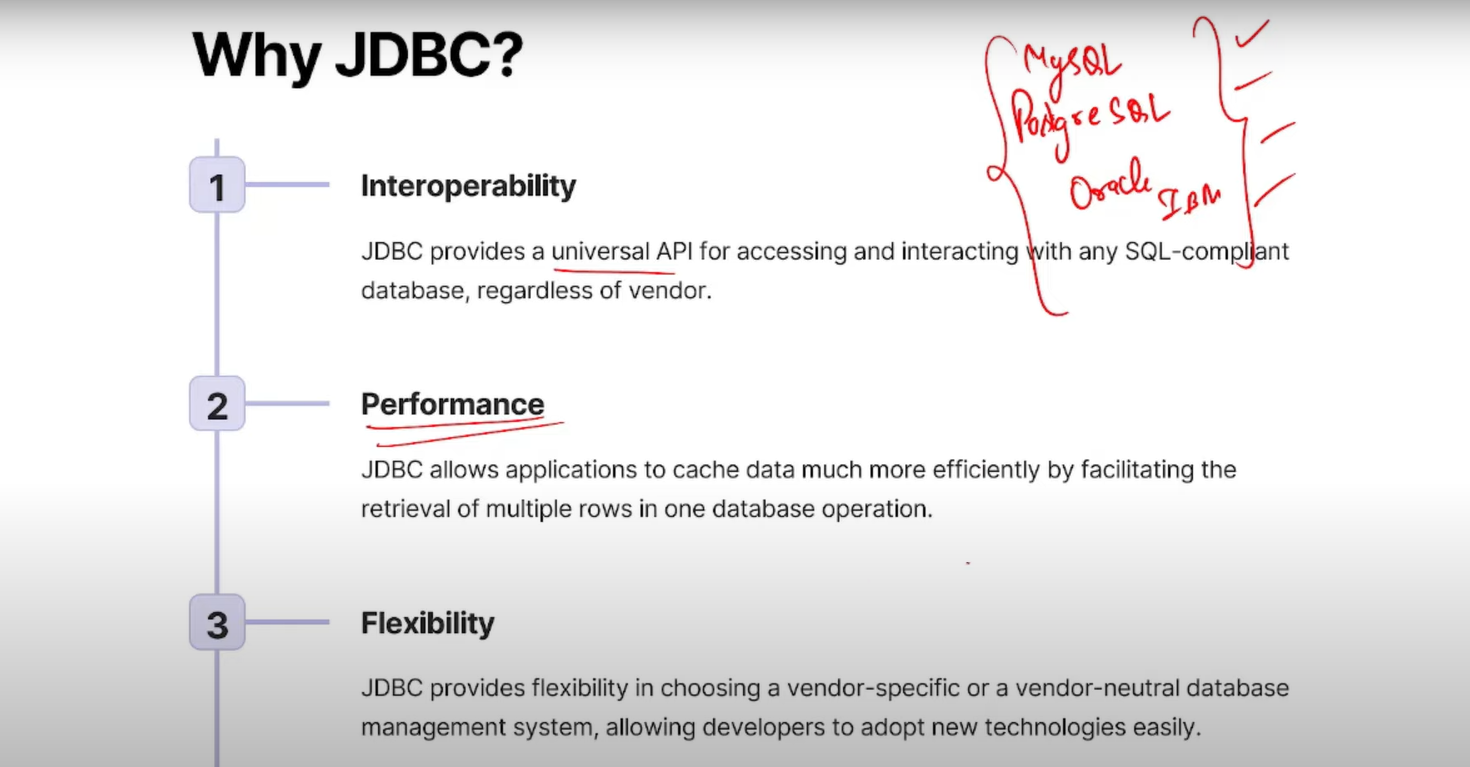 Why JDBC?
MySQL
PostgreSQL
Oracle IBM
1
Interoperability
JDBC provides a universal API for accessing and interacting with any SQL-compliant
database, regardless of vendor.
2
Performance
JDBC allows applications to cache data much more efficiently by facilitating the
retrieval of multiple rows in one database operation.
3
Flexibility
JDBC provides flexibility in choosing a vendor-specific or a vendor-neutral database
management system, allowing developers to adopt new technologies easily.